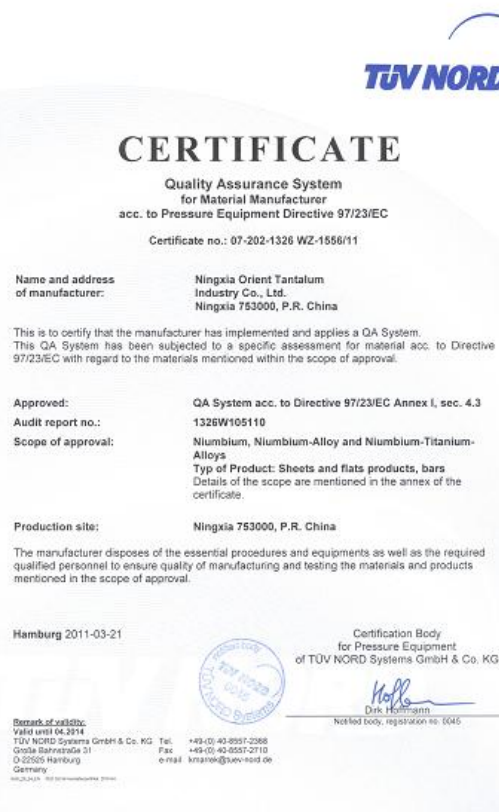 TÜV NORD
CERTIFICATE
Quality Assurance System
for Material Manufacturer
acc. to Pressure Equipment Directive 97/23/EC
Certificate no.: 07-202-1326 WZ-1556/11
Name and address
of manufacturer:
Ningxia Orient Tantalum
Industry Co., Ltd.
Ningxia 753000, P.R. China
This is to certify that the manufacturer has implemented and applies a QA System.
This QA System has been subjected to a specific assessment for material acc. to Directive
97/23/EC with regard to the materials mentioned within the scope of approval.
Approved: QA System acc. to Directive 97/23/EC Annex I, sec. 4.3
Audit report no.: 1326W105110
Scope of approval: Niumbium, Niumbium-Alloy and Niumbium-Titanium-
Alloys
Typ of Product: Sheets and flats products, bars
Details of the scope are mentioned in the annex of the
certificate.
Production site: Ningxia 753000, P.R. China
The manufacturer disposes of the essential procedures and equipments as well as the required
qualified personnel to ensure quality of manufacturing and testing the materials and products
mentioned in the scope of approval.
Hamburg 2011-03-21
Certification Body
for Pressure Equipment
of TÜV NORD Systems GmbH & Co. KG
TÜV NORD
0045
Systems
Dirk Hoffmann
Notified body, registration no. 0045
Remark of validity:
Valid until 04.2014
TÜV NORD Systems GmbH & Co. KG Tel. +49-(0) 40-8557-2368
Große Bahnstraße 31 Fax +49-(0) 40-8557-2710
D-22525 Hamburg e-mail
Germany